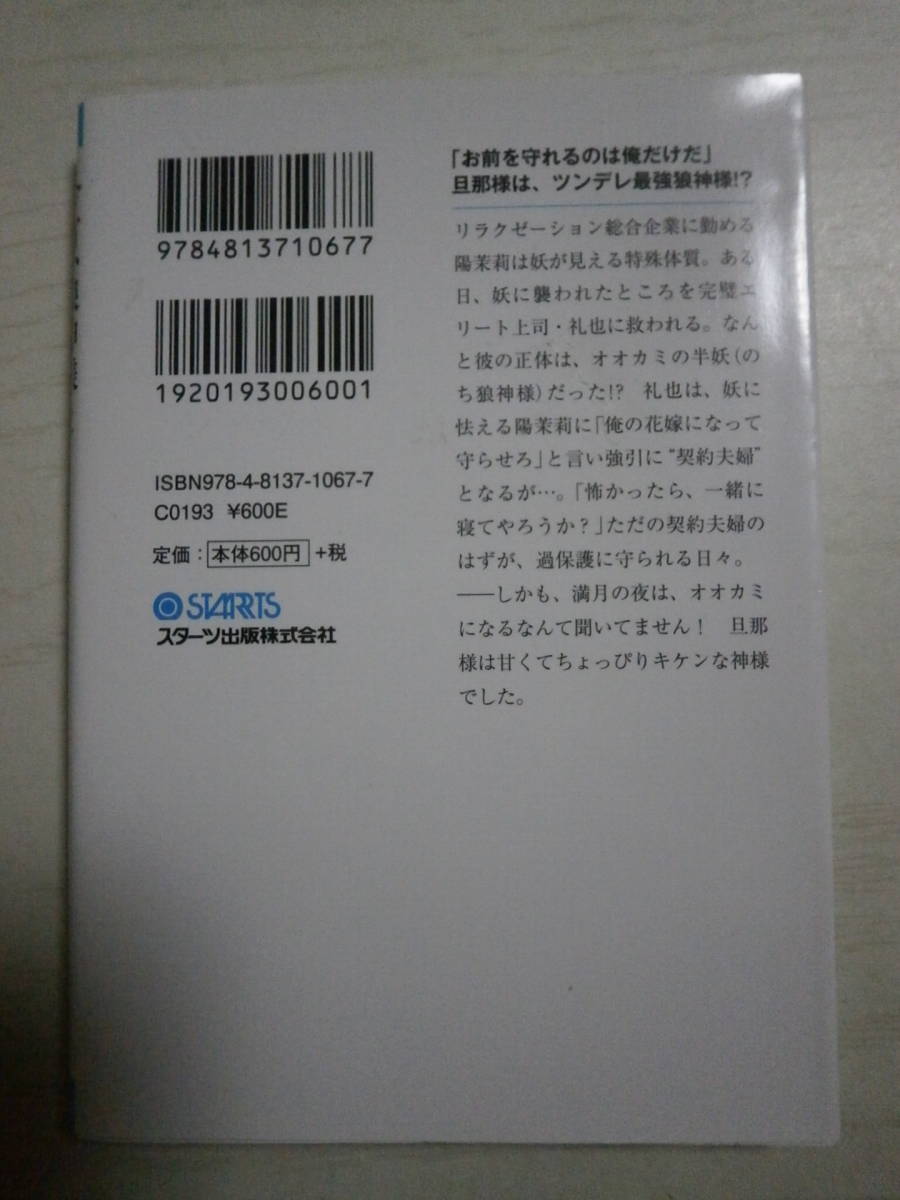 9784813710677
1920193006001
ISBN978-4-8137-1067-7
C0193 ¥600E
定価：本体600円+税
STARTS
スターツ出版株式会社
「お前を守れるのは俺だけだ」
旦那様は、ツンデレ最強狼神様!?
リラクゼーション総合企業に勤める
陽茉莉は妖が見える特殊体質。ある
日、妖に襲われたところを完璧エ
リート上司・礼也に救われる。なん
と彼の正体は、オオカミの半妖（の
ち狼神様）だった!?　礼也は、妖に
怯える陽茉莉に「俺の花嫁になって
守らせろ」と言い強引に“契約夫婦”
となるが…。「怖かったら、一緒に
寝てやろうか？」ただの契約夫婦の
はずが、過保護に守られる日々。
――しかも、満月の夜は、オオカミ
になるなんて聞いてません！　旦那
様は甘くてちょっぴりキケンな神様
でした。